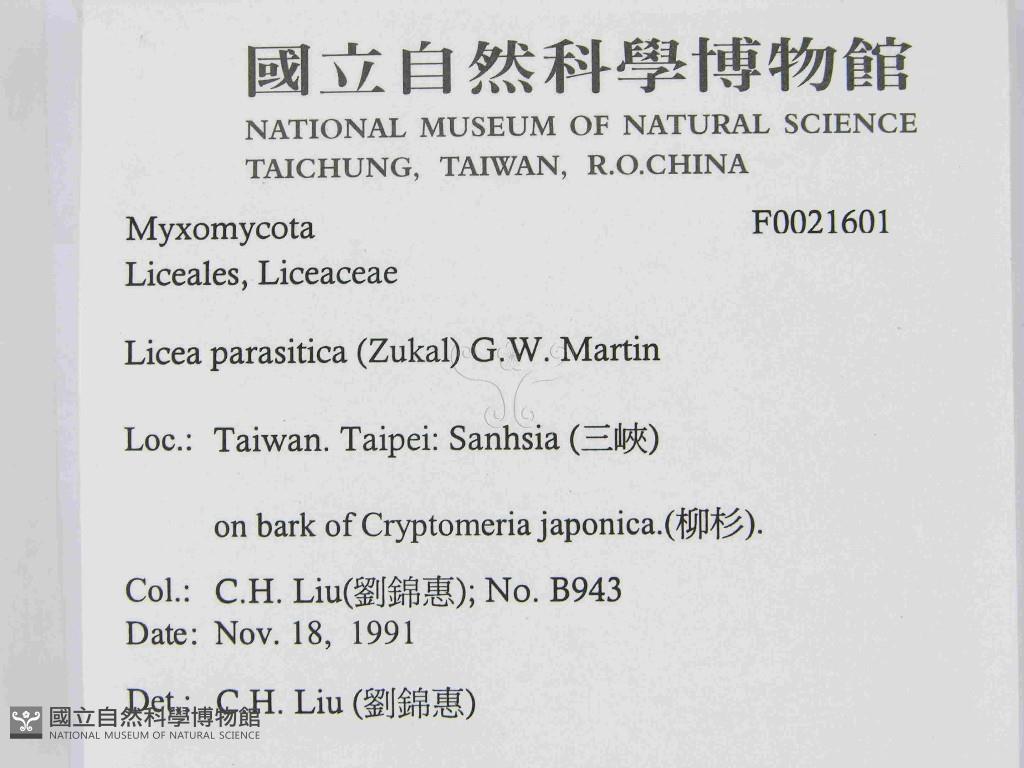 國立自然科學博物館
NATIONAL MUSEUM OF NATURAL SCIENCE
TAICHUNG, TAIWAN, R.O.CHINA
Myxomycota F0021601
Liceales, Liceaceae
Licea parasitica (Zukal) G.W. Martin
Loc.: Taiwan. Taipei: Sanhsia (三峽)
on bark of Cryptomeria japonica.(柳杉).
Col.: C.H. Liu(劉錦惠); No. B943
Date: Nov. 18, 1991
Det.: C.H. Liu (劉錦惠)
國立自然科學博物館
NATIONAL MUSEUM OF NATURAL SCIENCE